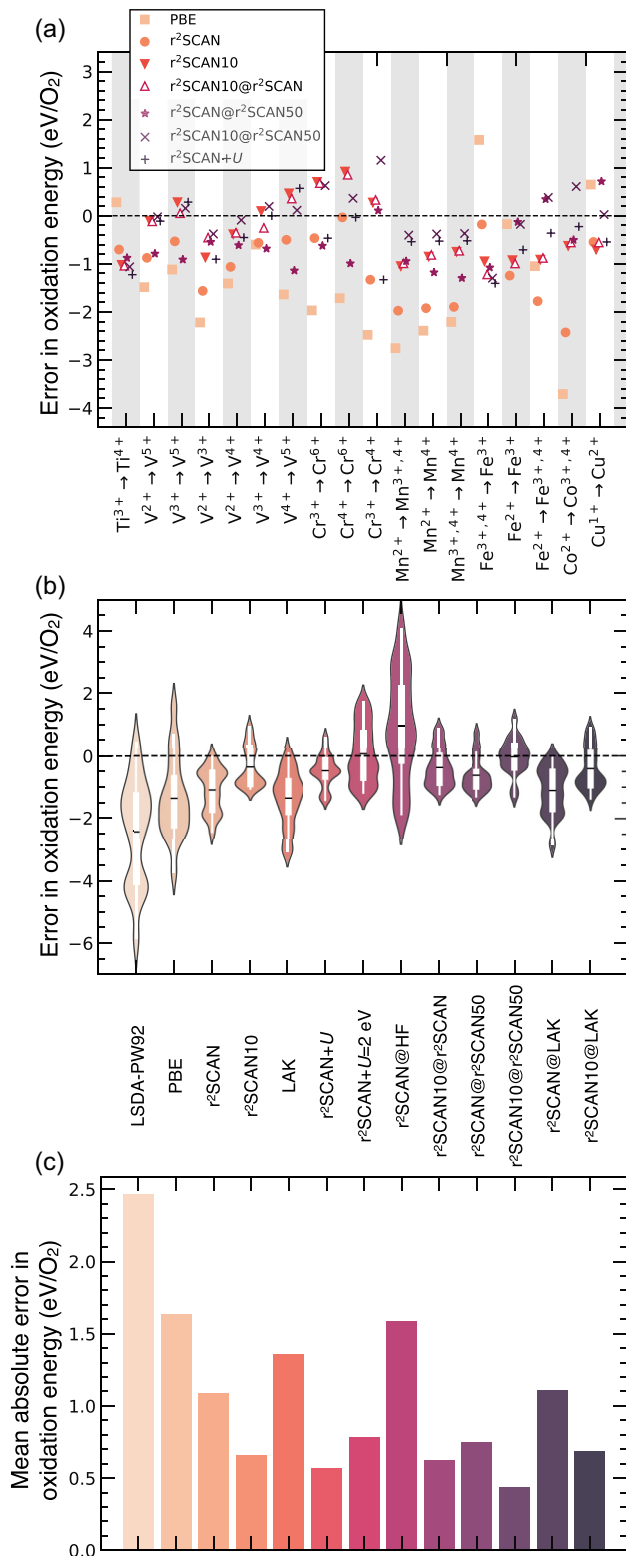 (a)
PBE
r²SCAN
r²SCAN10
r²SCAN10@r²SCAN
r²SCAN@r²SCAN50
r²SCAN10@r²SCAN50
r²SCAN+U
Error in oxidation energy (eV/O₂)
3
2
1
0
−1
−2
−3
−4
Ti³⁺ → Ti⁴⁺
V²⁺ → V⁵⁺
V³⁺ → V⁵⁺
V²⁺ → V³⁺
V²⁺ → V⁴⁺
V³⁺ → V⁴⁺
V⁴⁺ → V⁵⁺
Cr³⁺ → Cr⁶⁺
Cr⁴⁺ → Cr⁶⁺
Cr³⁺ → Cr⁴⁺
Mn²⁺ → Mn³⁺,⁴⁺
Mn²⁺ → Mn⁴⁺
Mn³⁺,⁴⁺ → Mn⁴⁺
Fe³⁺,⁴⁺ → Fe³⁺
Fe²⁺ → Fe³⁺
Fe²⁺ → Fe³⁺,⁴⁺
Co²⁺ → Co³⁺,⁴⁺
Cu¹⁺ → Cu²⁺
(b)
Error in oxidation energy (eV/O₂)
4
2
0
−2
−4
−6
LSDA-PW92
PBE
r²SCAN
r²SCAN10
LAK
r²SCAN+U
r²SCAN+U=2 eV
r²SCAN@HF
r²SCAN10@r²SCAN
r²SCAN@r²SCAN50
r²SCAN10@r²SCAN50
r²SCAN@LAK
r²SCAN10@LAK
(c)
Mean absolute error in
oxidation energy (eV/O₂)
2.5
2.0
1.5
1.0
0.5
0.0